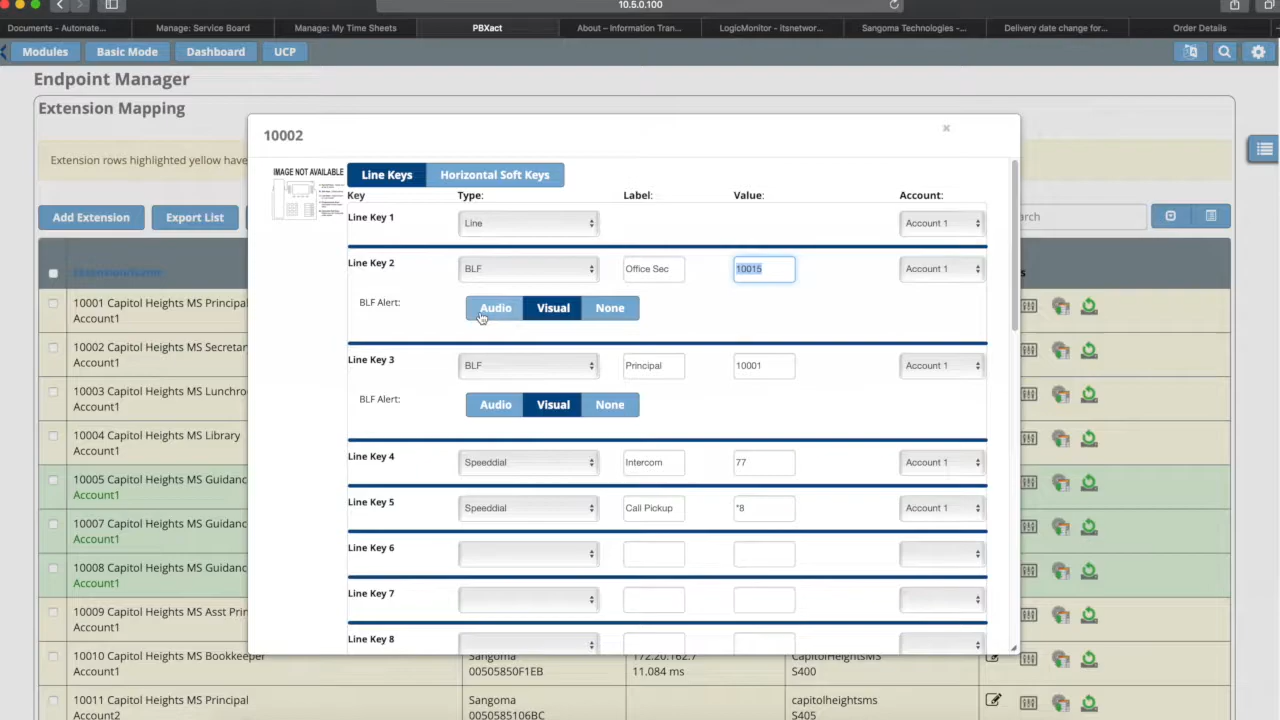 10.5.0.100
Documents - Automate...
Manage: Service Board
Manage: My Time Sheets
PBXact
About – Information Tran...
LogicMonitor - itsnetwor...
Sangoma Technologies –...
Delivery date change for...
Order Details
Modules
Basic Mode
Dashboard
UCP
Endpoint Manager
Extension Mapping
Extension rows highlighted yellow have
Add Extension
Export List
10002
IMAGE NOT AVAILABLE
Line Keys
Horizontal Soft Keys
Key
Type:
Label:
Value:
Account:
Line Key 1
Line
Account 1
Line Key 2
BLF
Office Sec
10015
Account 1
BLF Alert:
Audio
Visual
None
Line Key 3
BLF
Principal
10001
Account 1
BLF Alert:
Audio
Visual
None
Line Key 4
Speeddial
Intercom
77
Account 1
Line Key 5
Speeddial
Call Pickup
*8
Account 1
Line Key 6
Line Key 7
Line Key 8
10001 Capitol Heights MS Principal
Account1
10002 Capitol Heights MS Secretar
Account1
10003 Capitol Heights MS Lunchro
Account1
10004 Capitol Heights MS Library
Account1
10005 Capitol Heights MS Guidanc
Account1
10007 Capitol Heights MS Guidanc
Account1
10008 Capitol Heights MS Guidanc
Account1
10009 Capitol Heights MS Asst Prin
Account1
10010 Capitol Heights MS Bookkeeper
Account1
Sangoma
00505850F1EB
172.20.162.7
11.084 ms
CapitolHeightsMS
S400
10011 Capitol Heights MS Principal
Account2
Sangoma
0050585106BC
capitolheightsms
S405